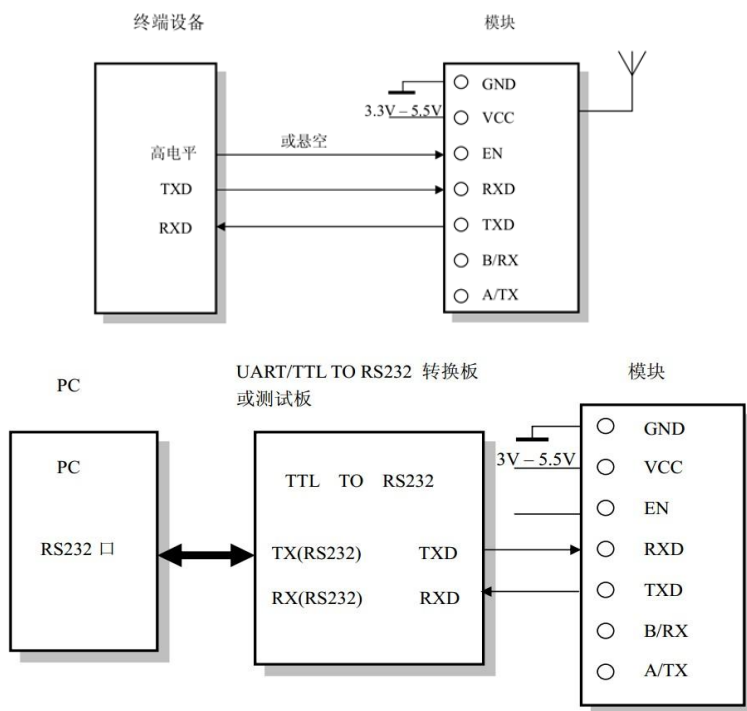 终端设备
模块
GND
3.3V – 5.5V
VCC
高电平
或悬空
EN
TXD
RXD
RXD
TXD
B/RX
A/TX
PC
UART/TTL TO RS232 转换板
或测试板
模块
PC
RS232 口
TTL TO RS232
TX(RS232) TXD
RX(RS232) RXD
GND
3V – 5.5V
VCC
EN
RXD
TXD
B/RX
A/TX